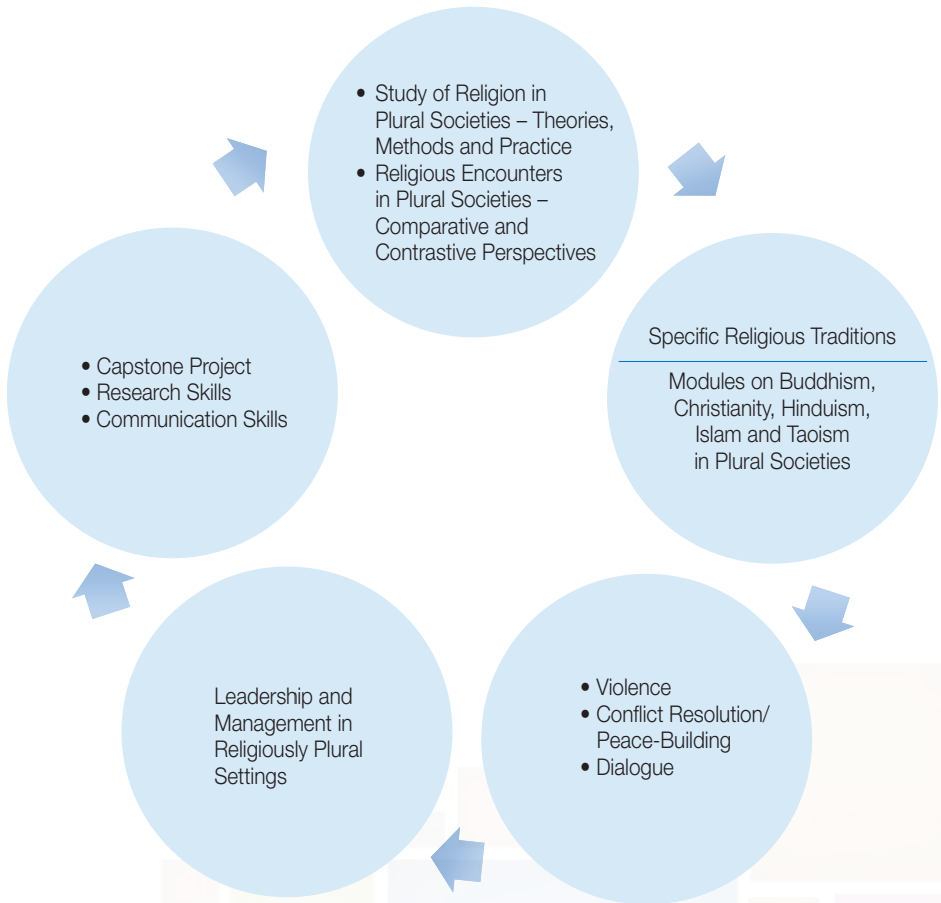 • Study of Religion in
Plural Societies – Theories,
Methods and Practice
• Religious Encounters
in Plural Societies –
Comparative and
Contrastive Perspectives
Specific Religious Traditions
Modules on Buddhism,
Christianity, Hinduism,
Islam and Taoism
in Plural Societies
• Violence
• Conflict Resolution/
Peace-Building
• Dialogue
Leadership and
Management in
Religiously Plural
Settings
• Capstone Project
• Research Skills
• Communication Skills